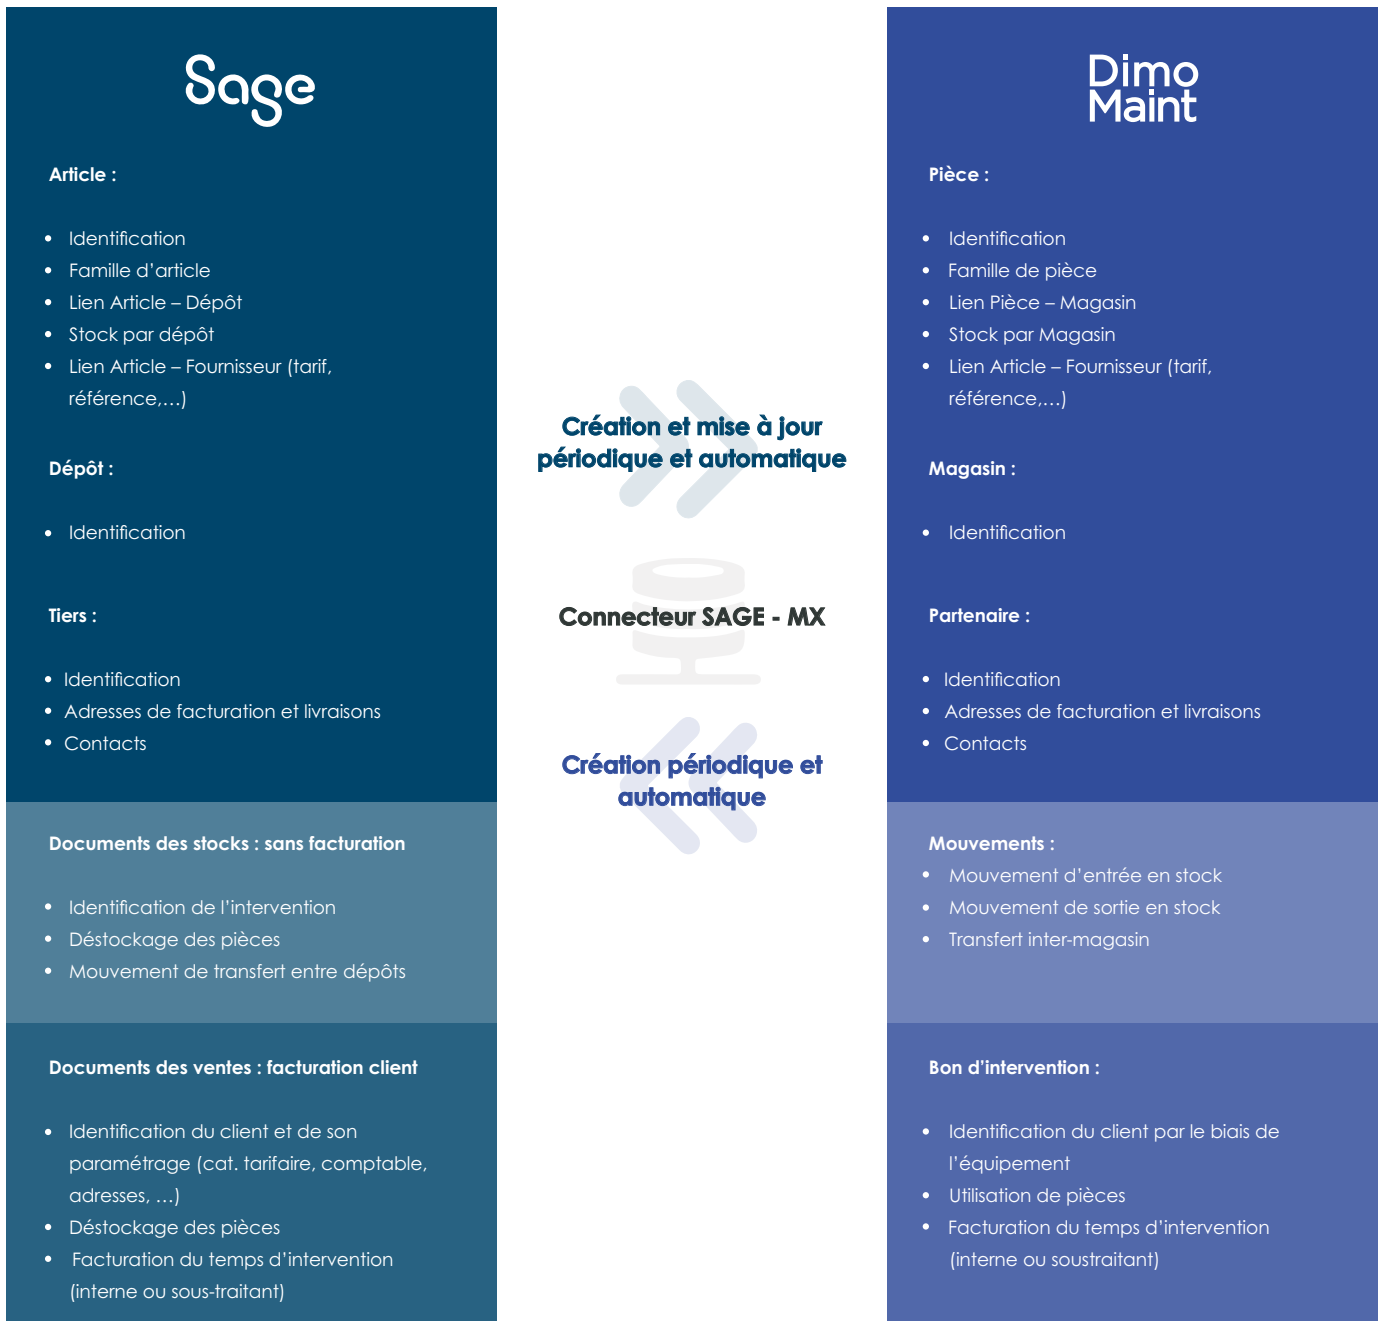 Sage
Article :
• Identification
• Famille d’article
• Lien Article – Dépôt
• Stock par dépôt
• Lien Article – Fournisseur (tarif,
référence,…)
Dépôt :
• Identification
Tiers :
• Identification
• Adresses de facturation et livraisons
• Contacts
Documents des stocks : sans facturation
• Identification de l’intervention
• Déstockage des pièces
• Mouvement de transfert entre dépôts
Documents des ventes : facturation client
• Identification du client et de son
paramétrage (cat. tarifaire, comptable,
adresses, …)
• Déstockage des pièces
• Facturation du temps d’intervention
(interne ou sous-traitant)
Création et mise à jour
périodique et automatique
Connecteur SAGE - MX
Création périodique et
automatique
Dimo
Maint
Pièce :
• Identification
• Famille de pièce
• Lien Pièce – Magasin
• Stock par Magasin
• Lien Article – Fournisseur (tarif,
référence,…)
Magasin :
• Identification
Partenaire :
• Identification
• Adresses de facturation et livraisons
• Contacts
Mouvements :
• Mouvement d’entrée en stock
• Mouvement de sortie en stock
• Transfert inter-magasin
Bon d’intervention :
• Identification du client par le biais de
l’équipement
• Utilisation de pièces
• Facturation du temps d’intervention
(interne ou soustraitant)